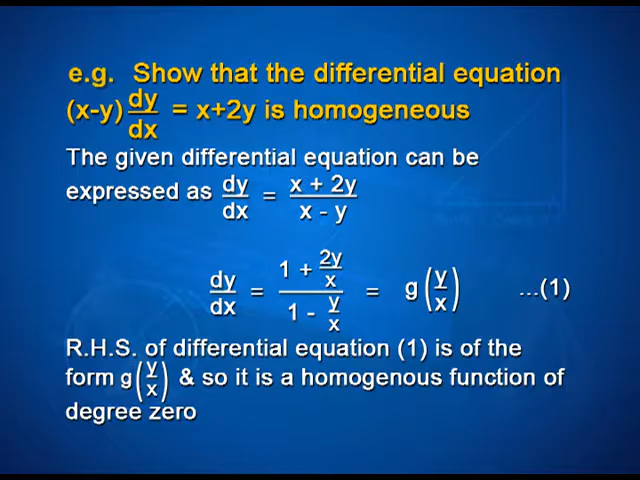 e.g. Show that the differential equation
(x-y) dy/dx = x+2y is homogeneous
The given differential equation can be
expressed as dy/dx = x + 2y / x - y
dy/dx = 1 + 2y/x / 1 - y/x = g(y/x) ...(1)
R.H.S. of differential equation (1) is of the
form g(y/x) & so it is a homogenous function of
degree zero